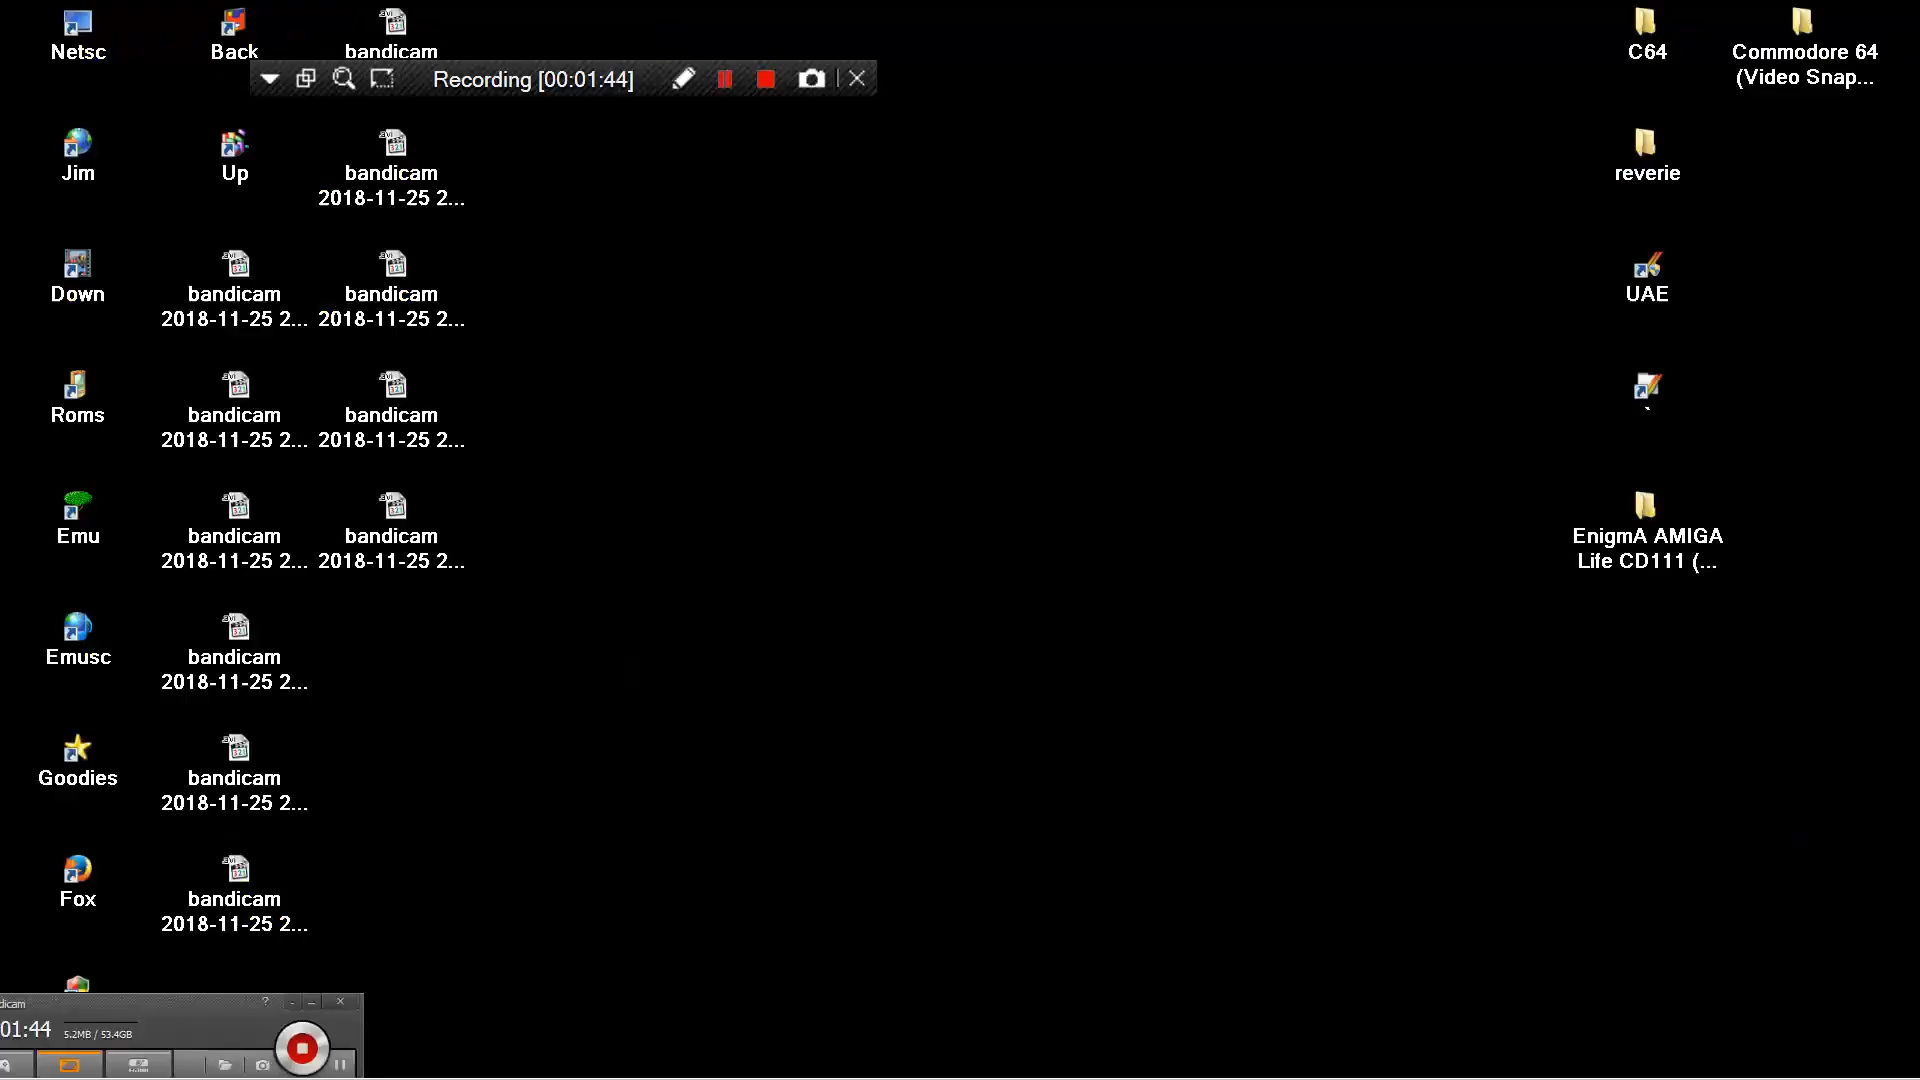 Netsc
Back
bandicam
C64
Commodore 64
(Video Snap...
Recording [00:01:44]
Jim
Up
bandicam
2018-11-25 2...
reverie
Down
bandicam
2018-11-25 2...
bandicam
2018-11-25 2...
UAE
Roms
bandicam
2018-11-25 2...
bandicam
2018-11-25 2...
Emu
bandicam
2018-11-25 2...
bandicam
2018-11-25 2...
EnigmA AMIGA
Life CD111 (...
Emusc
bandicam
2018-11-25 2...
Goodies
bandicam
2018-11-25 2...
Fox
bandicam
2018-11-25 2...
dicam
01:44
5.2MB / 53.4GB